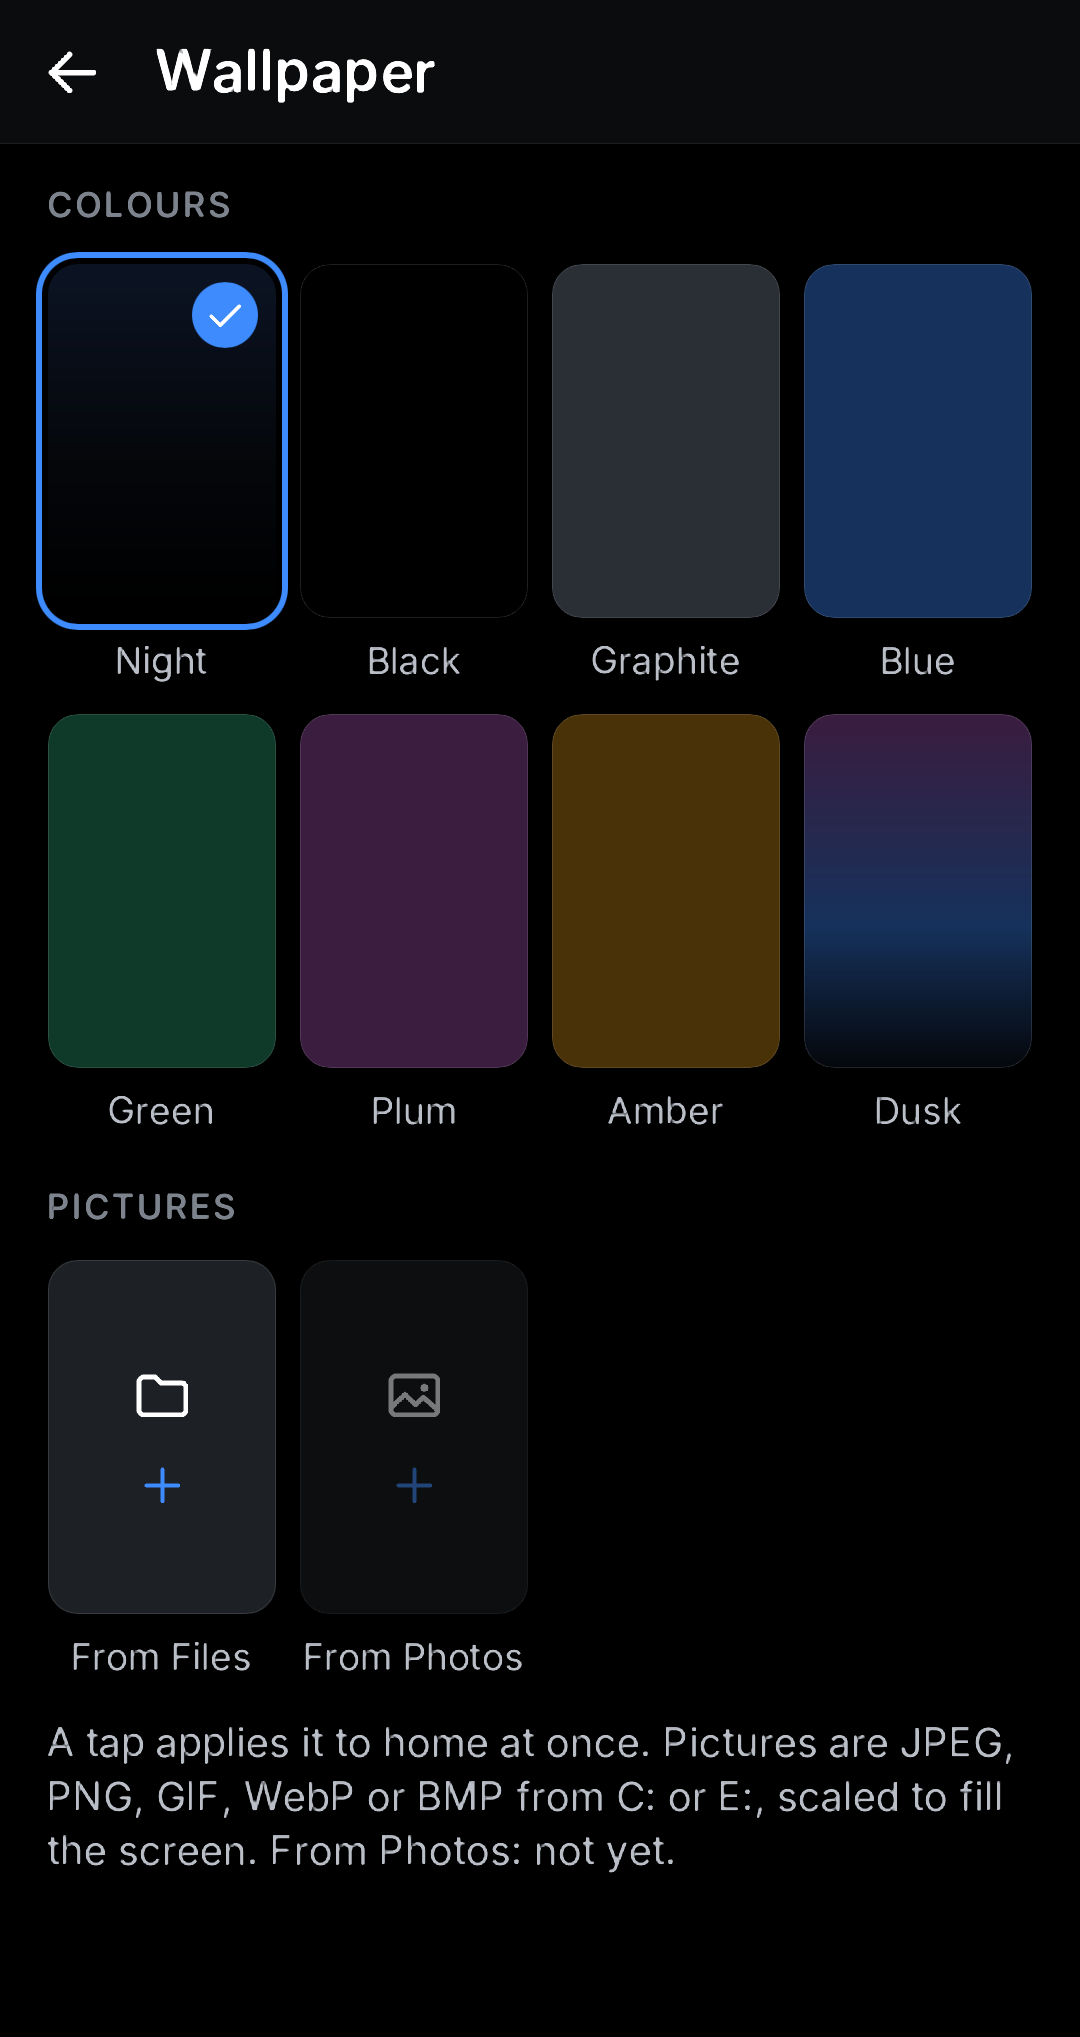 Wallpaper
COLOURS
Night
Black
Graphite
Blue
Green
Plum
Amber
Dusk
PICTURES
From Files
From Photos
A tap applies it to home at once. Pictures are JPEG,
PNG, GIF, WebP or BMP from C: or E:, scaled to fill
the screen. From Photos: not yet.